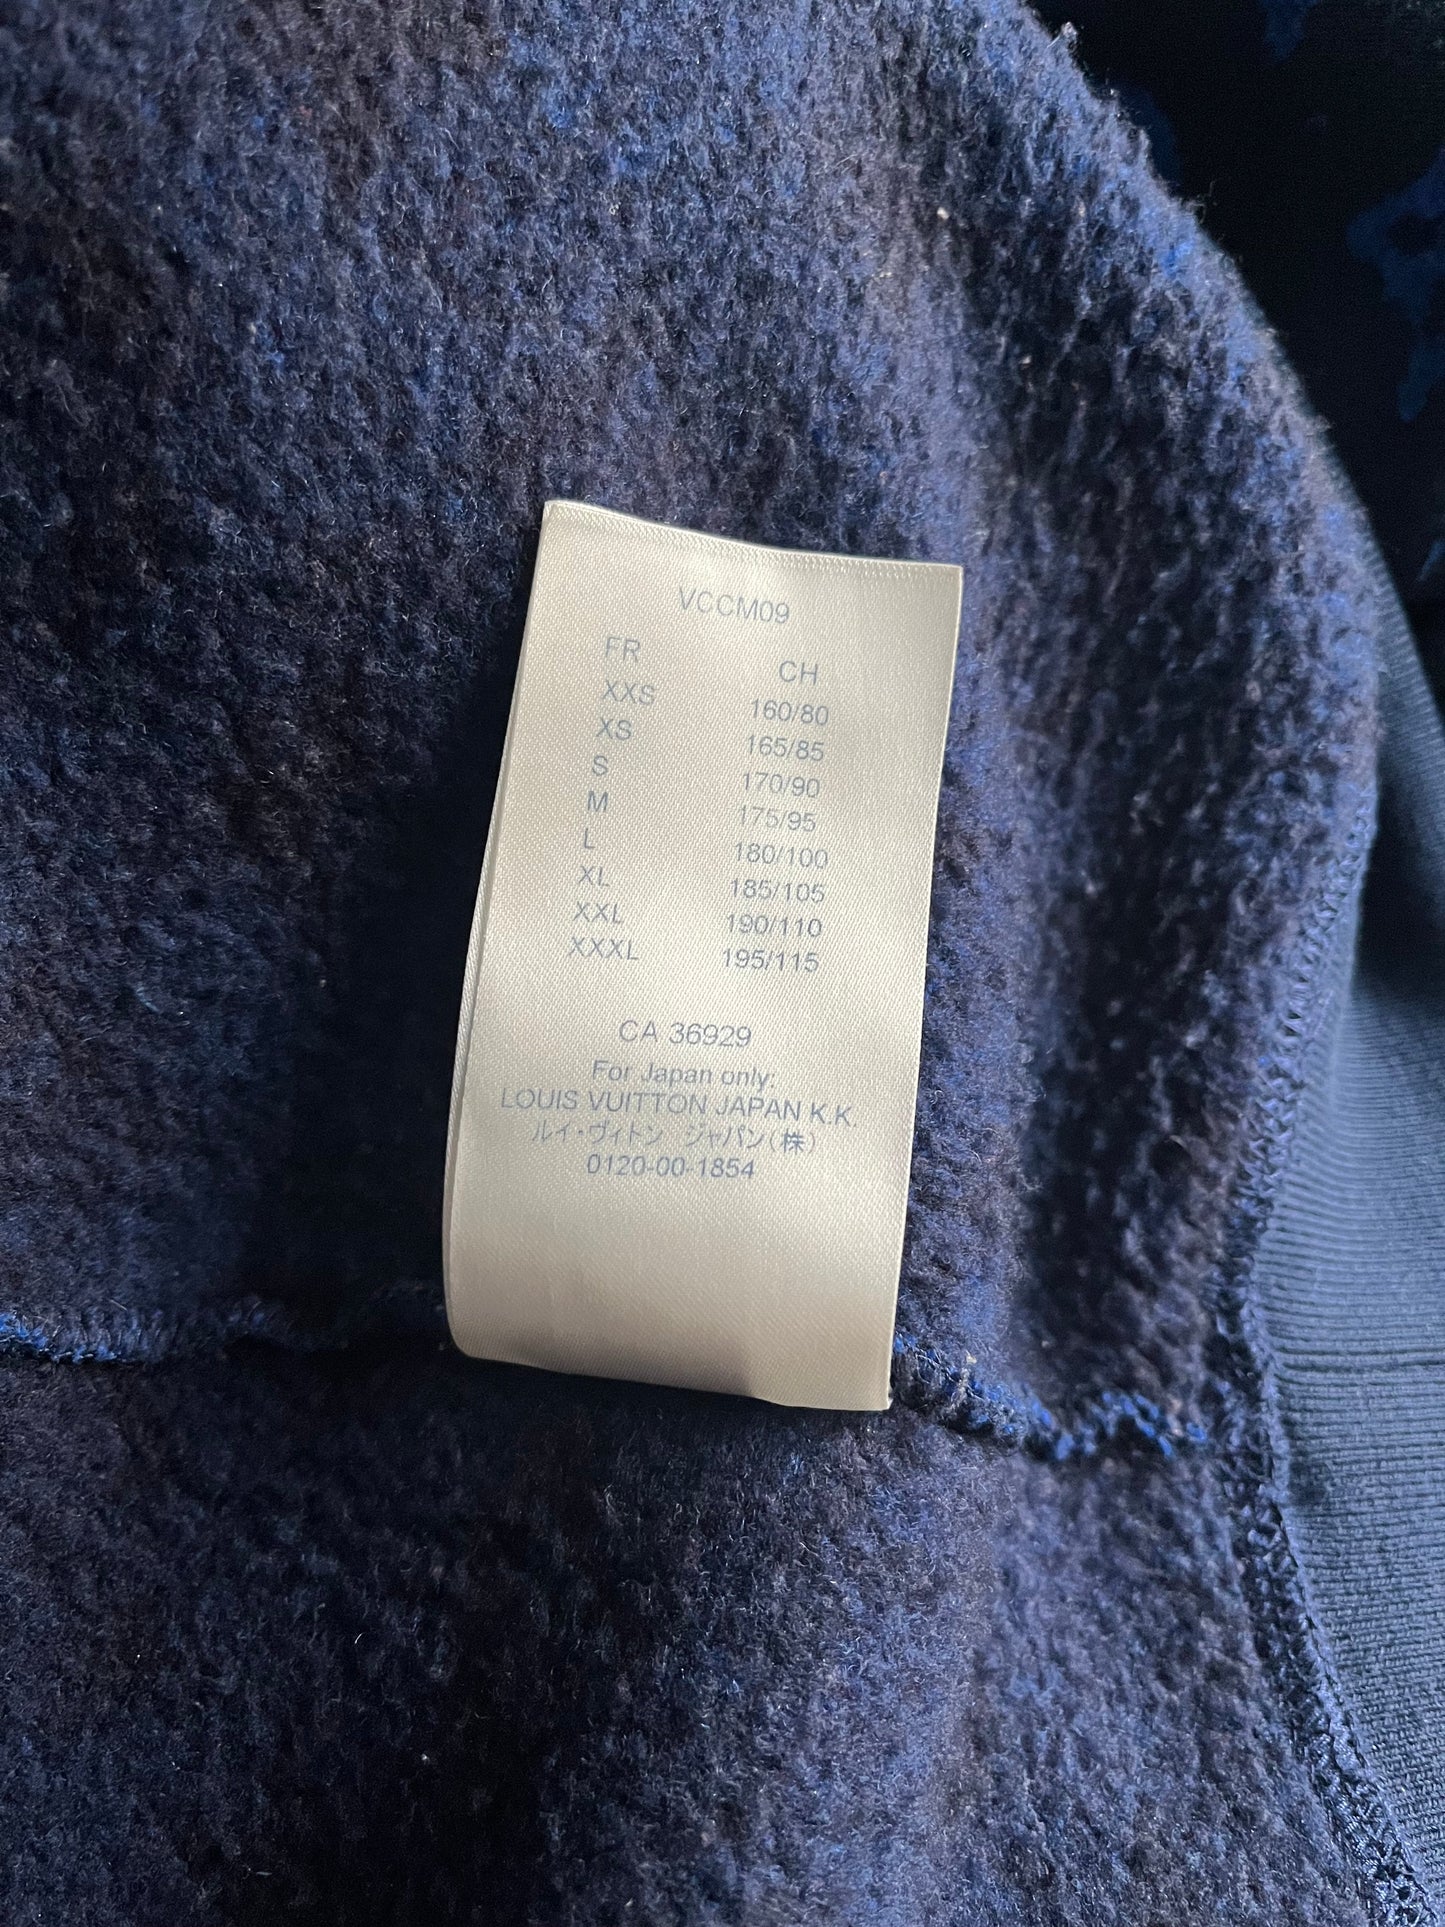 VCCM09
FR CH
XXS 160/80
XS 165/85
S 170/90
M 175/95
L 180/100
XL 185/105
XXL 190/110
XXXL 195/115
CA 36929
For Japan only:
LOUIS VUITTON JAPAN K.K.
ルイ・ヴィトン ジャパン(株)
0120-00-1854